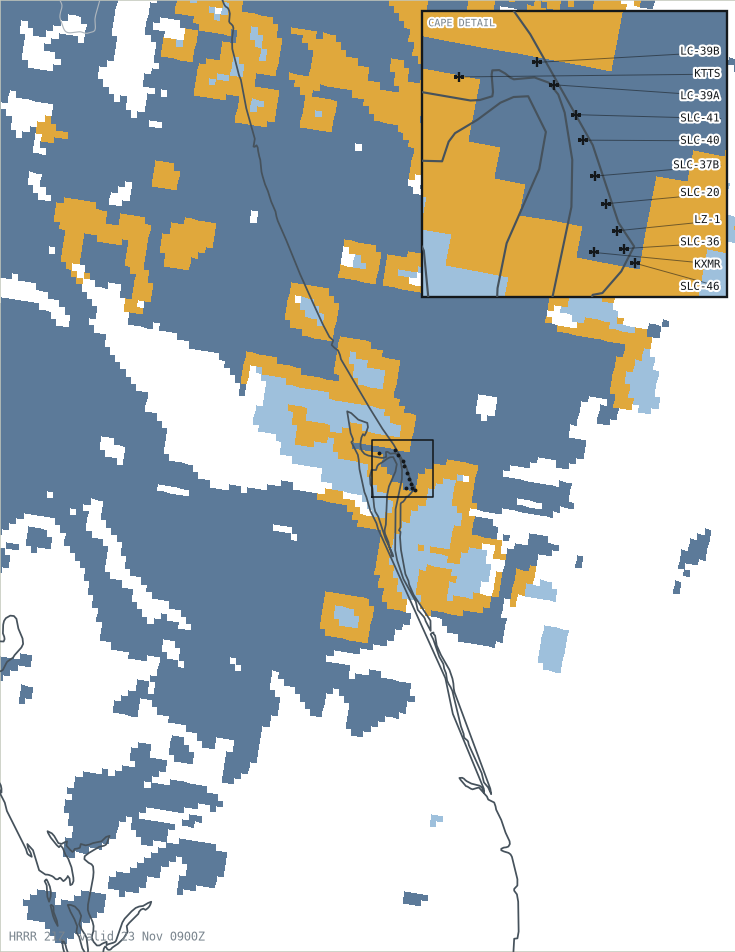 CAPE DETAIL
LC-39B
KTTS
LC-39A
SLC-41
SLC-40
SLC-37B
SLC-20
LZ-1
SLC-36
KXMR
SLC-46
HRRR Valid 23 Nov 0900Z